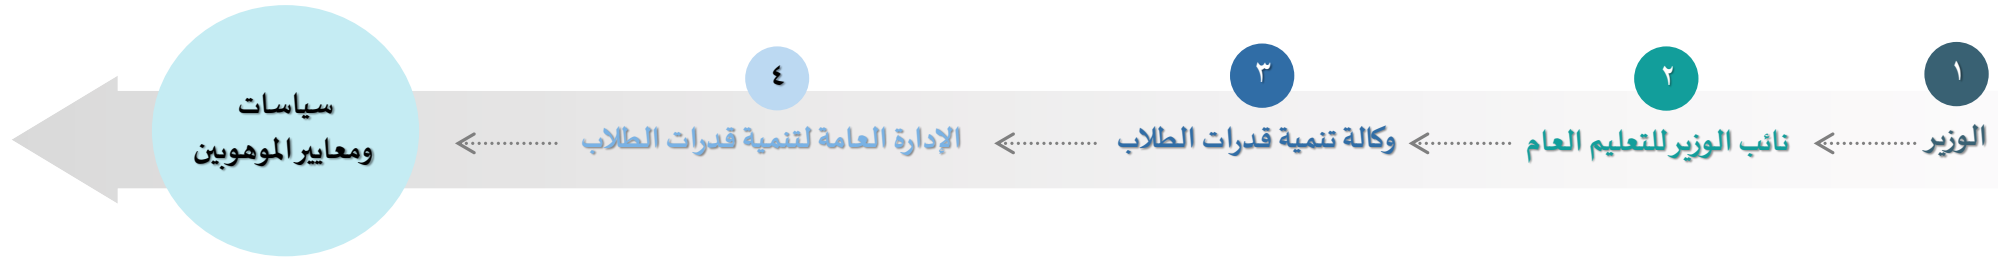 ١
الوزير
٢
نائب الوزير للتعليم العام
٣
وكالة تنمية قدرات الطلاب
٤
الإدارة العامة لتنمية قدرات الطلاب
سياسات
ومعايير الموهوبين